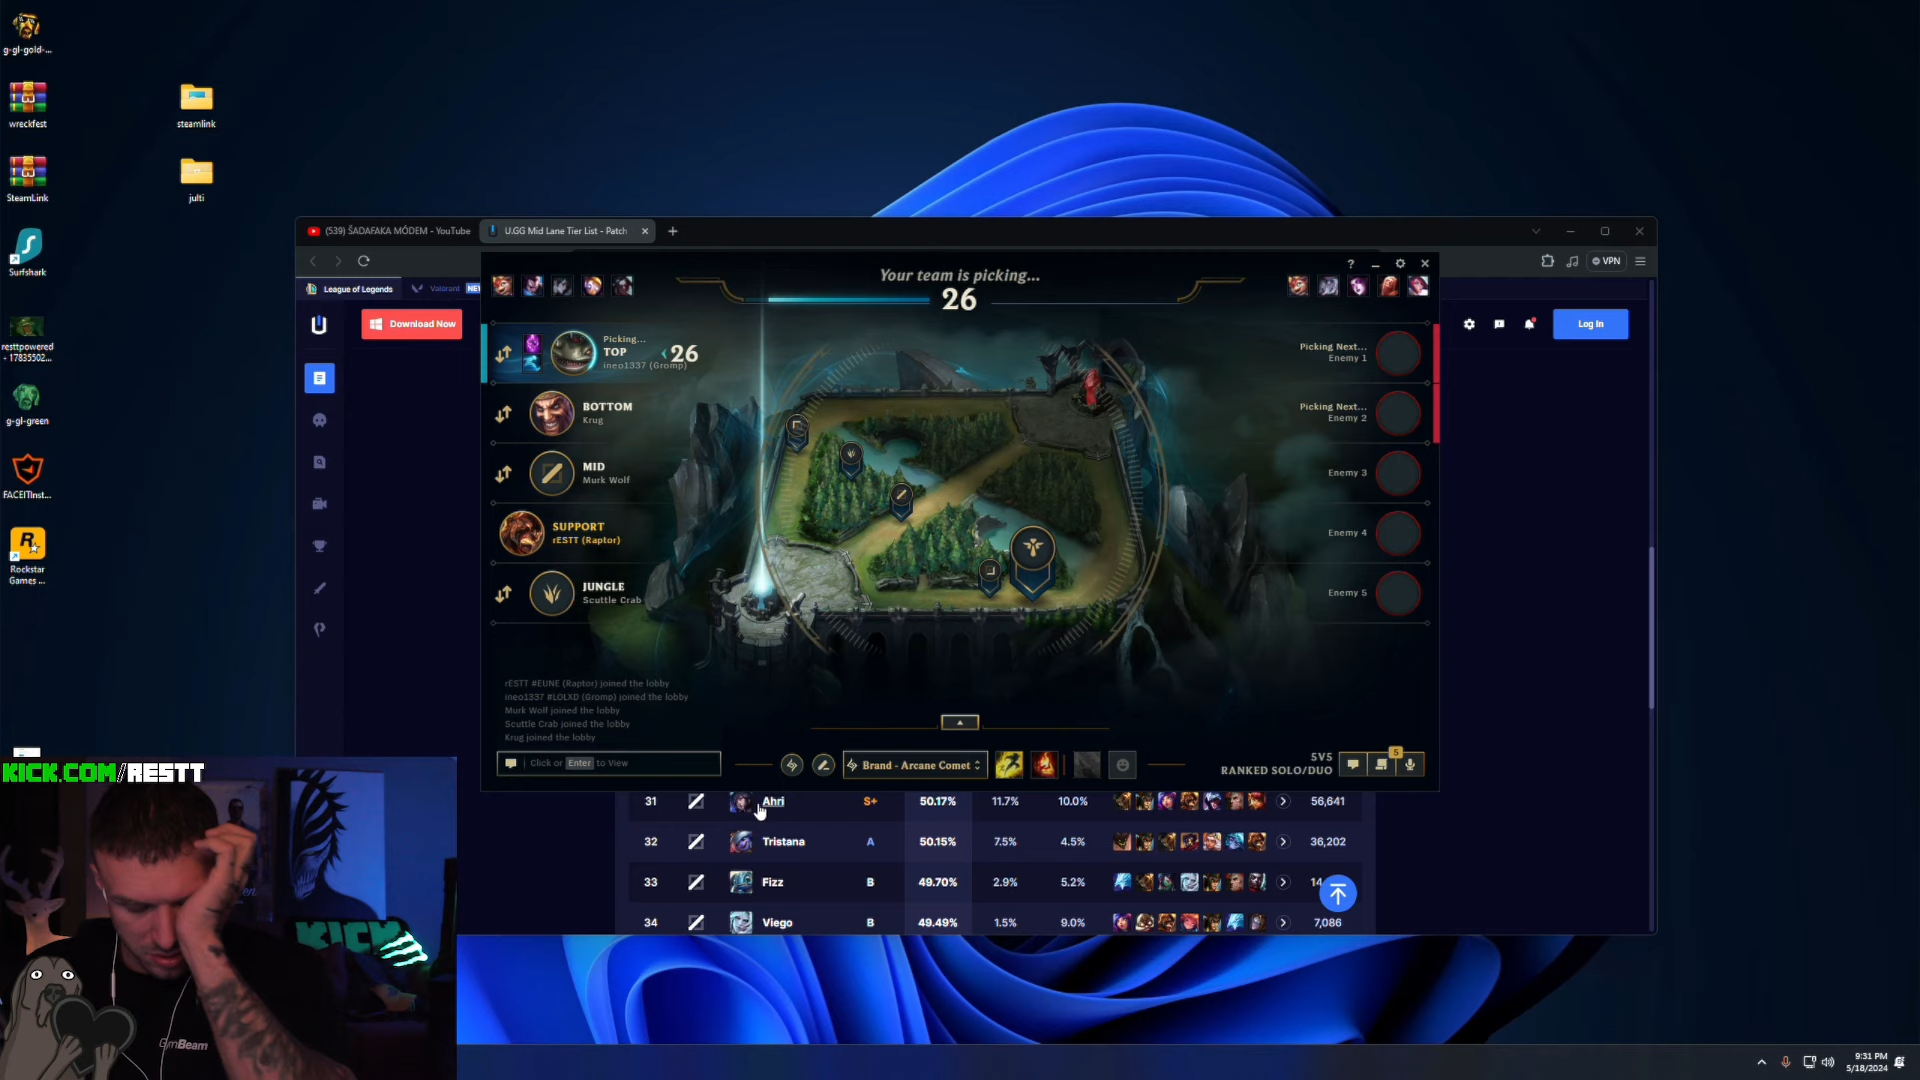 g-gl-gold-...
wreckfest
steamlink
SteamLink
julti
Surfshark
resttpowered
- 17835502...
g-gl-green
FACEITInst...
Rockstar
Games ...
(539) ŠADAFAKA MÓDEM - YouTube
U.GG Mid Lane Tier List - Patch
VPN
League of Legends
Valorant
NEW
Download Now
Log In
Your team is picking...
26
Picking...
TOP
ineo1337 (Gromp)
26
BOTTOM
Krug
MID
Murk Wolf
SUPPORT
rESTT (Raptor)
JUNGLE
Scuttle Crab
Picking Next...
Enemy 1
Picking Next...
Enemy 2
Enemy 3
Enemy 4
Enemy 5
rESTT #EUNE (Raptor) joined the lobby
ineo1337 #LOLXD (Gromp) joined the lobby
Murk Wolf joined the lobby
Scuttle Crab joined the lobby
Krug joined the lobby
Click or Enter to View
Brand - Arcane Comet
5V5
RANKED SOLO/DUO
5
31 Ahri S+ 50.17% 11.7% 10.0% 56,641
32 Tristana A 50.15% 7.5% 4.5% 36,202
33 Fizz B 49.70% 2.9% 5.2% 14
34 Viego B 49.49% 1.5% 9.0% 7,086
KICK.COM/RESTT
KICK
GymBeam
9:31 PM
5/18/2024